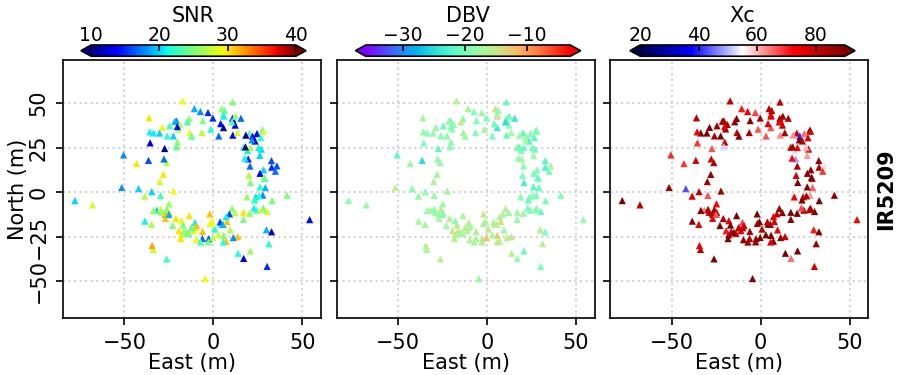 SNR DBV Xc
10 20 30 40 −30 −20 −10 20 40 60 80
North (m)
50
25
0
−25
−50
−50 0 50 −50 0 50 −50 0 50
East (m) East (m) East (m)
IR5209